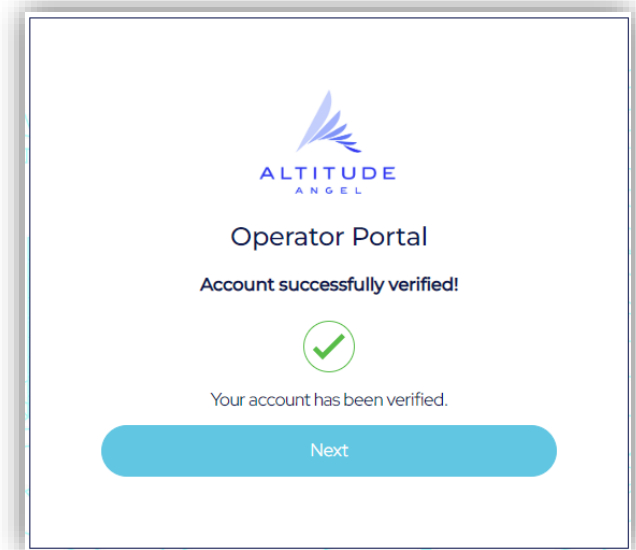 ALTITUDE
ANGEL
Operator Portal
Account successfully verified!
Your account has been verified.
Next